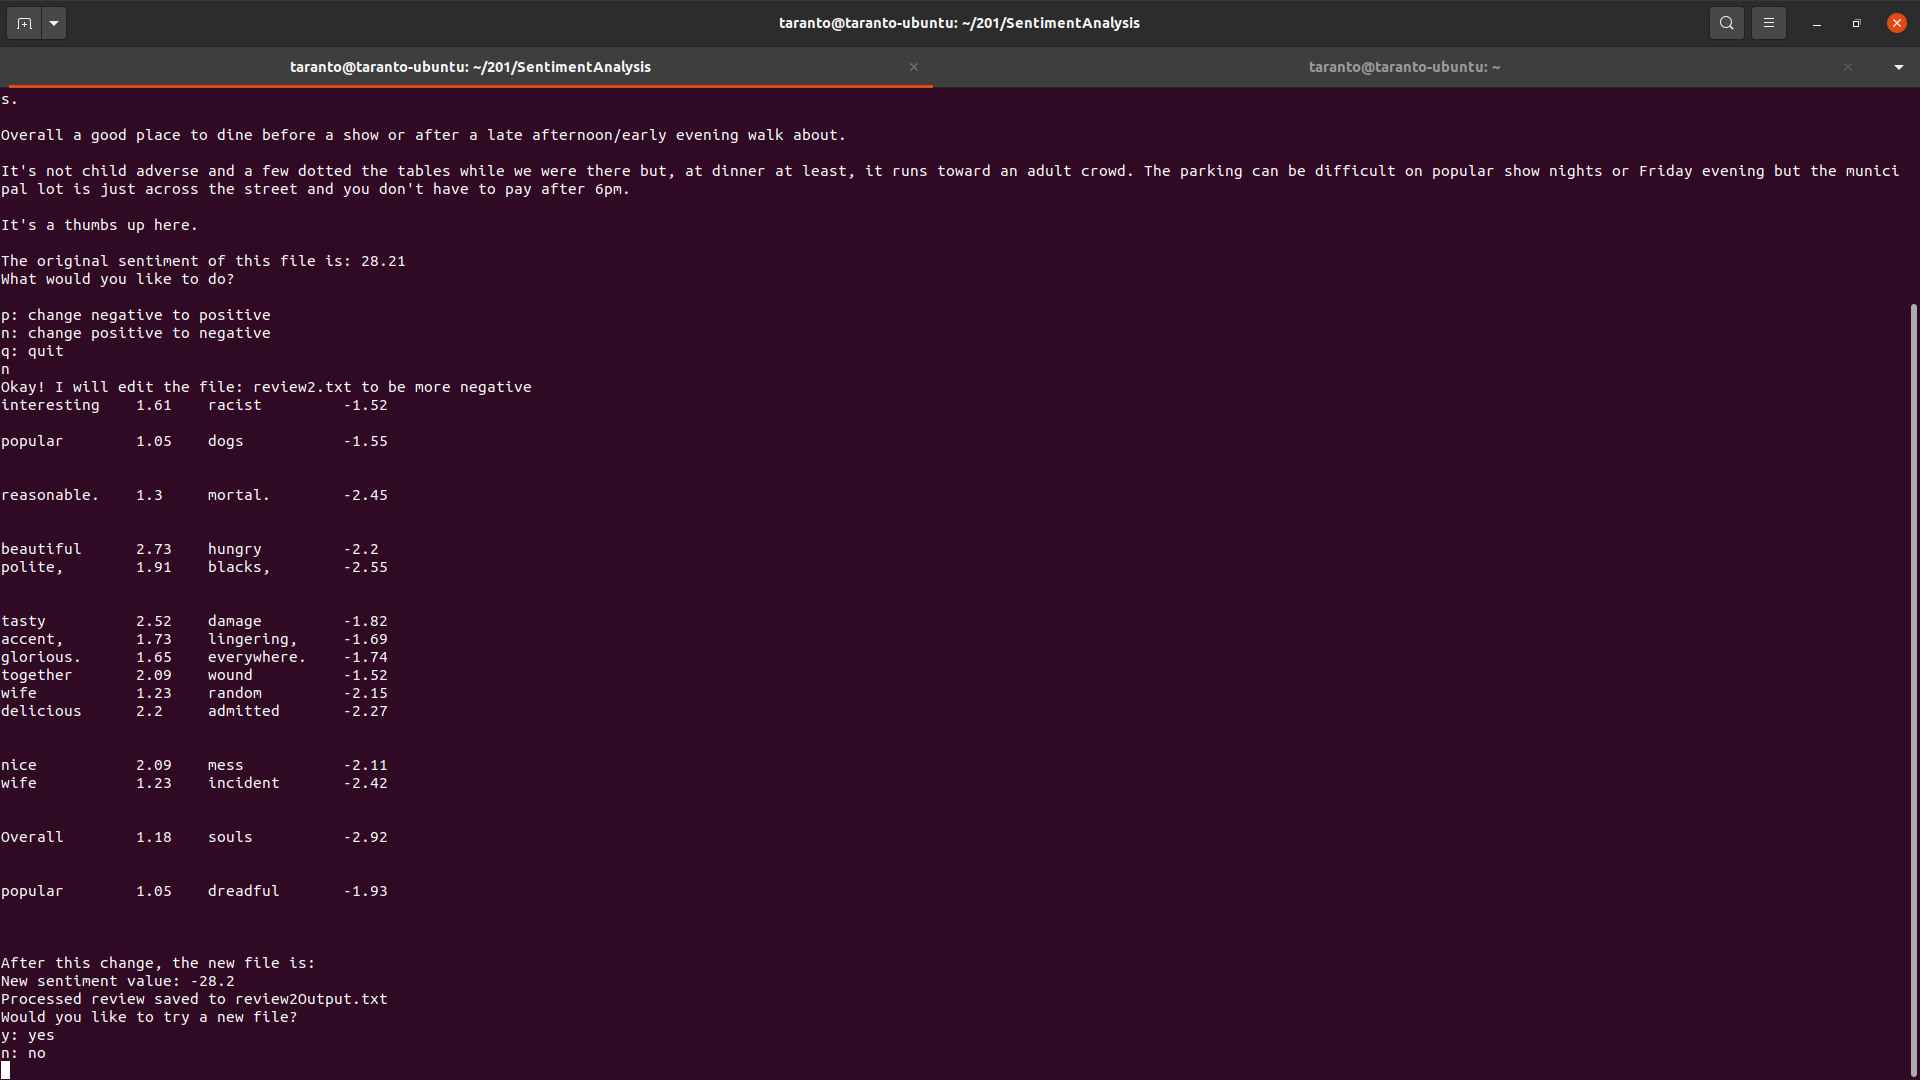 taranto@taranto-ubuntu: ~/201/SentimentAnalysis
taranto@taranto-ubuntu: ~/201/SentimentAnalysis
taranto@taranto-ubuntu: ~
s.
Overall a good place to dine before a show or after a late afternoon/early evening walk about.
It's not child adverse and a few dotted the tables while we were there but, at dinner at least, it runs toward an adult crowd. The parking can be difficult on popular show nights or Friday evening but the munici
pal lot is just across the street and you don't have to pay after 6pm.
It's a thumbs up here.
The original sentiment of this file is: 28.21
What would you like to do?
p: change negative to positive
n: change positive to negative
q: quit
n
Okay! I will edit the file: review2.txt to be more negative
interesting 1.61 racist -1.52
popular 1.05 dogs -1.55
reasonable. 1.3 mortal. -2.45
beautiful 2.73 hungry -2.2
polite, 1.91 blacks, -2.55
tasty 2.52 damage -1.82
accent, 1.73 lingering, -1.69
glorious. 1.65 everywhere. -1.74
together 2.09 wound -1.52
wife 1.23 random -2.15
delicious 2.2 admitted -2.27
nice 2.09 mess -2.11
wife 1.23 incident -2.42
Overall 1.18 souls -2.92
popular 1.05 dreadful -1.93
After this change, the new file is:
New sentiment value: -28.2
Processed review saved to review2Output.txt
Would you like to try a new file?
y: yes
n: no